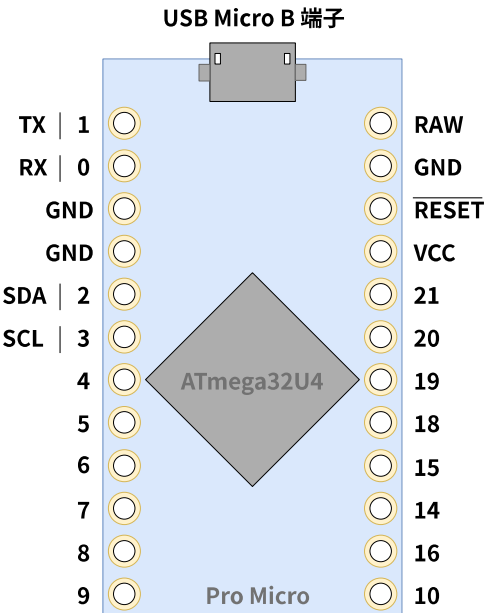 USB Micro B 端子
TX | 1
RAW
RX | 0
GND
GND
RESET
GND
VCC
SDA | 2
21
SCL | 3
20
4
ATmega32U4
19
5
18
6
15
7
14
8
16
9
Pro Micro
10